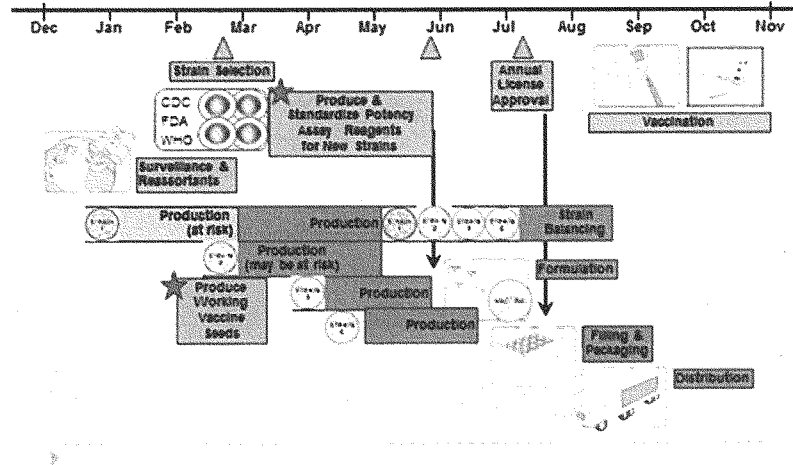 Dec Jan Feb Mar Apr May Jun Jul Aug Sep Oct Nov
Strain Selection
Annual
License
Approval
CDC
FDA
WHO
Produce &
Standardize Potency
Assay Reagents
for New Strains
Vaccination
Surveillance &
Reassortants
Production
(at risk)
Production
Strain
Balancing
Production
(may be at risk)
Formulation
Produce
Working
Vaccine
Seeds
Production
Production
Filling &
Packaging
Distribution